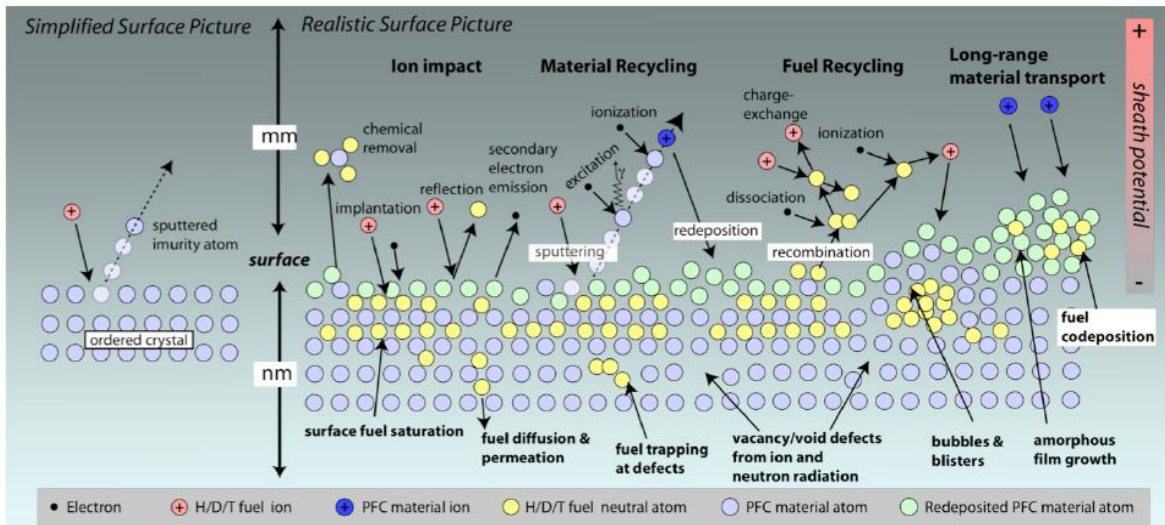 Simplified Surface Picture
Realistic Surface Picture
Ion impact
Material Recycling
Fuel Recycling
Long-range
material transport
+
sheath potential
-
mm
surface
nm
+
sputtered
imurity atom
ordered crystal
chemical
removal
implantation
+
reflection
+
secondary
electron
emission
ionization
+
excitation
+
sputtering
redeposition
charge-
exchange
+
+
ionization
+
dissociation
recombination
+
+
fuel
codeposition
surface fuel saturation
fuel diffusion &
permeation
fuel trapping
at defects
vacancy/void defects
from ion and
neutron radiation
bubbles &
blisters
amorphous
film growth
Electron
+ H/D/T fuel ion
+ PFC material ion
H/D/T fuel neutral atom
PFC material atom
Redeposited PFC material atom